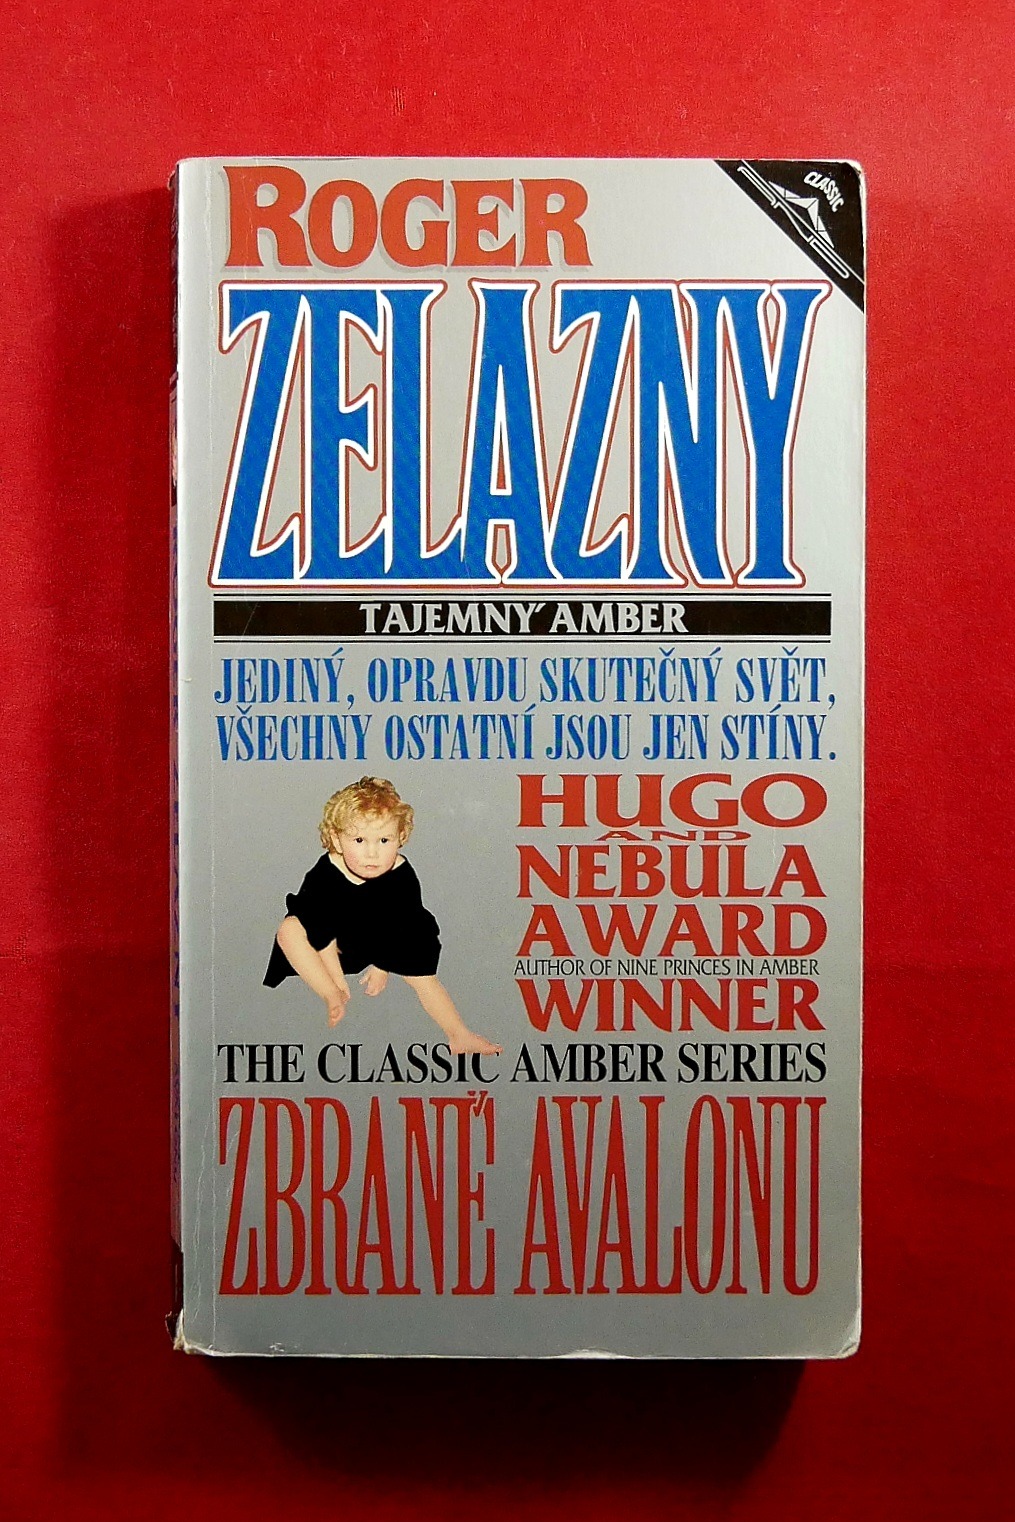 ROGER
CLASSIC
ZELAZNY
TAJEMNÝ AMBER
JEDINÝ, OPRAVDU SKUTEČNÝ SVĚT,
VŠECHNY OSTATNÍ JSOU JEN STÍNY.
HUGO
AND
NEBULA
AWARD
AUTHOR OF NINE PRINCES IN AMBER
WINNER
THE CLASSIC AMBER SERIES
ZBRANĚ AVALONU